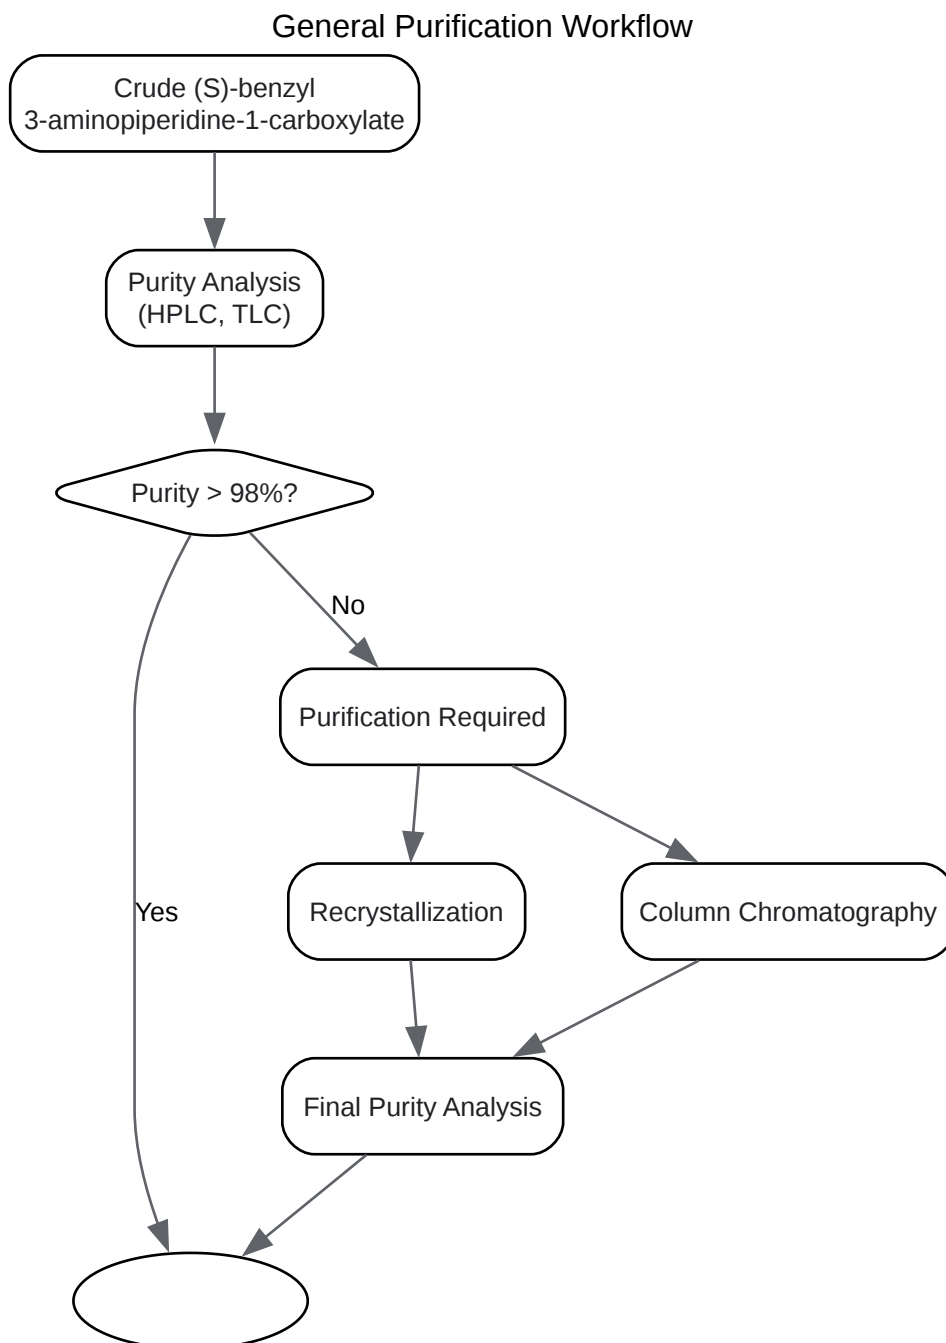 General Purification Workflow
Crude (S)-benzyl
3-aminopiperidine-1-carboxylate
Purity Analysis
(HPLC, TLC)
Purity > 98%?
No
Purification Required
Yes
Recrystallization
Column Chromatography
Final Purity Analysis